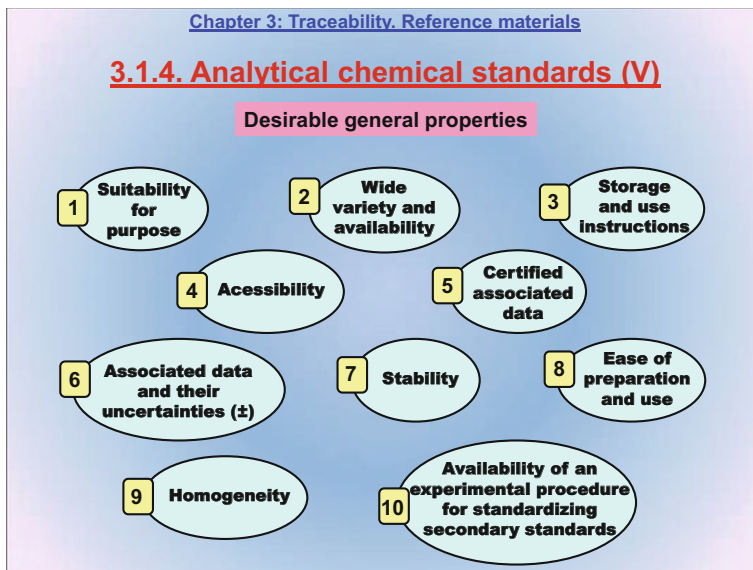 Chapter 3: Traceability. Reference materials
3.1.4. Analytical chemical standards (V)
Desirable general properties
1
Suitability
for
purpose
2
Wide
variety and
availability
3
Storage
and use
instructions
4
Acessibility
5
Certified
associated
data
6
Associated data
and their
uncertainties (±)
7
Stability
8
Ease of
preparation
and use
9
Homogeneity
10
Availability of an
experimental procedure
for standardizing
secondary standards